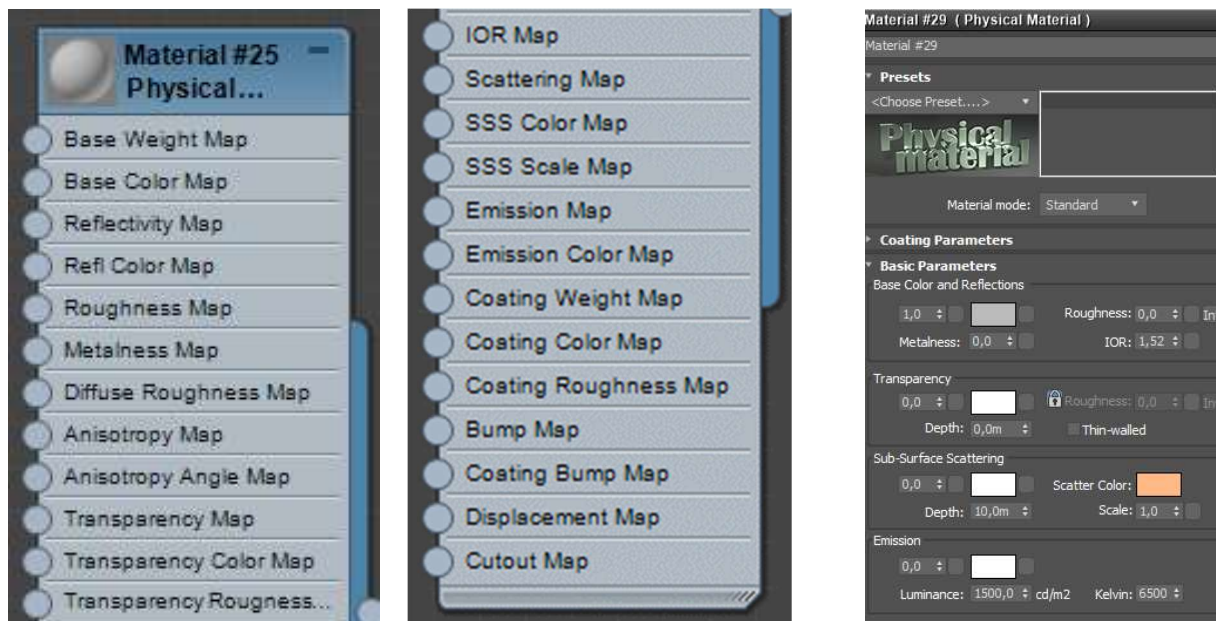 Material #25
Physical...
Base Weight Map
Base Color Map
Reflectivity Map
Refl Color Map
Roughness Map
Metalness Map
Diffuse Roughness Map
Anisotropy Map
Anisotropy Angle Map
Transparency Map
Transparency Color Map
Transparency Rougness...
IOR Map
Scattering Map
SSS Color Map
SSS Scale Map
Emission Map
Emission Color Map
Coating Weight Map
Coating Color Map
Coating Roughness Map
Bump Map
Coating Bump Map
Displacement Map
Cutout Map
Material #29 ( Physical Material )
Material #29
Presets
<Choose Preset....>
Physical
material
Material mode: Standard
Coating Parameters
Basic Parameters
Base Color and Reflections
1,0 Roughness: 0,0 In
Metalness: 0,0 IOR: 1,52
Transparency
0,0 Roughness: 0,0 In
Depth: 0,0m Thin-walled
Sub-Surface Scattering
0,0 Scatter Color:
Depth: 10,0m Scale: 1,0
Emission
0,0
Luminance: 1500,0 cd/m2 Kelvin: 6500